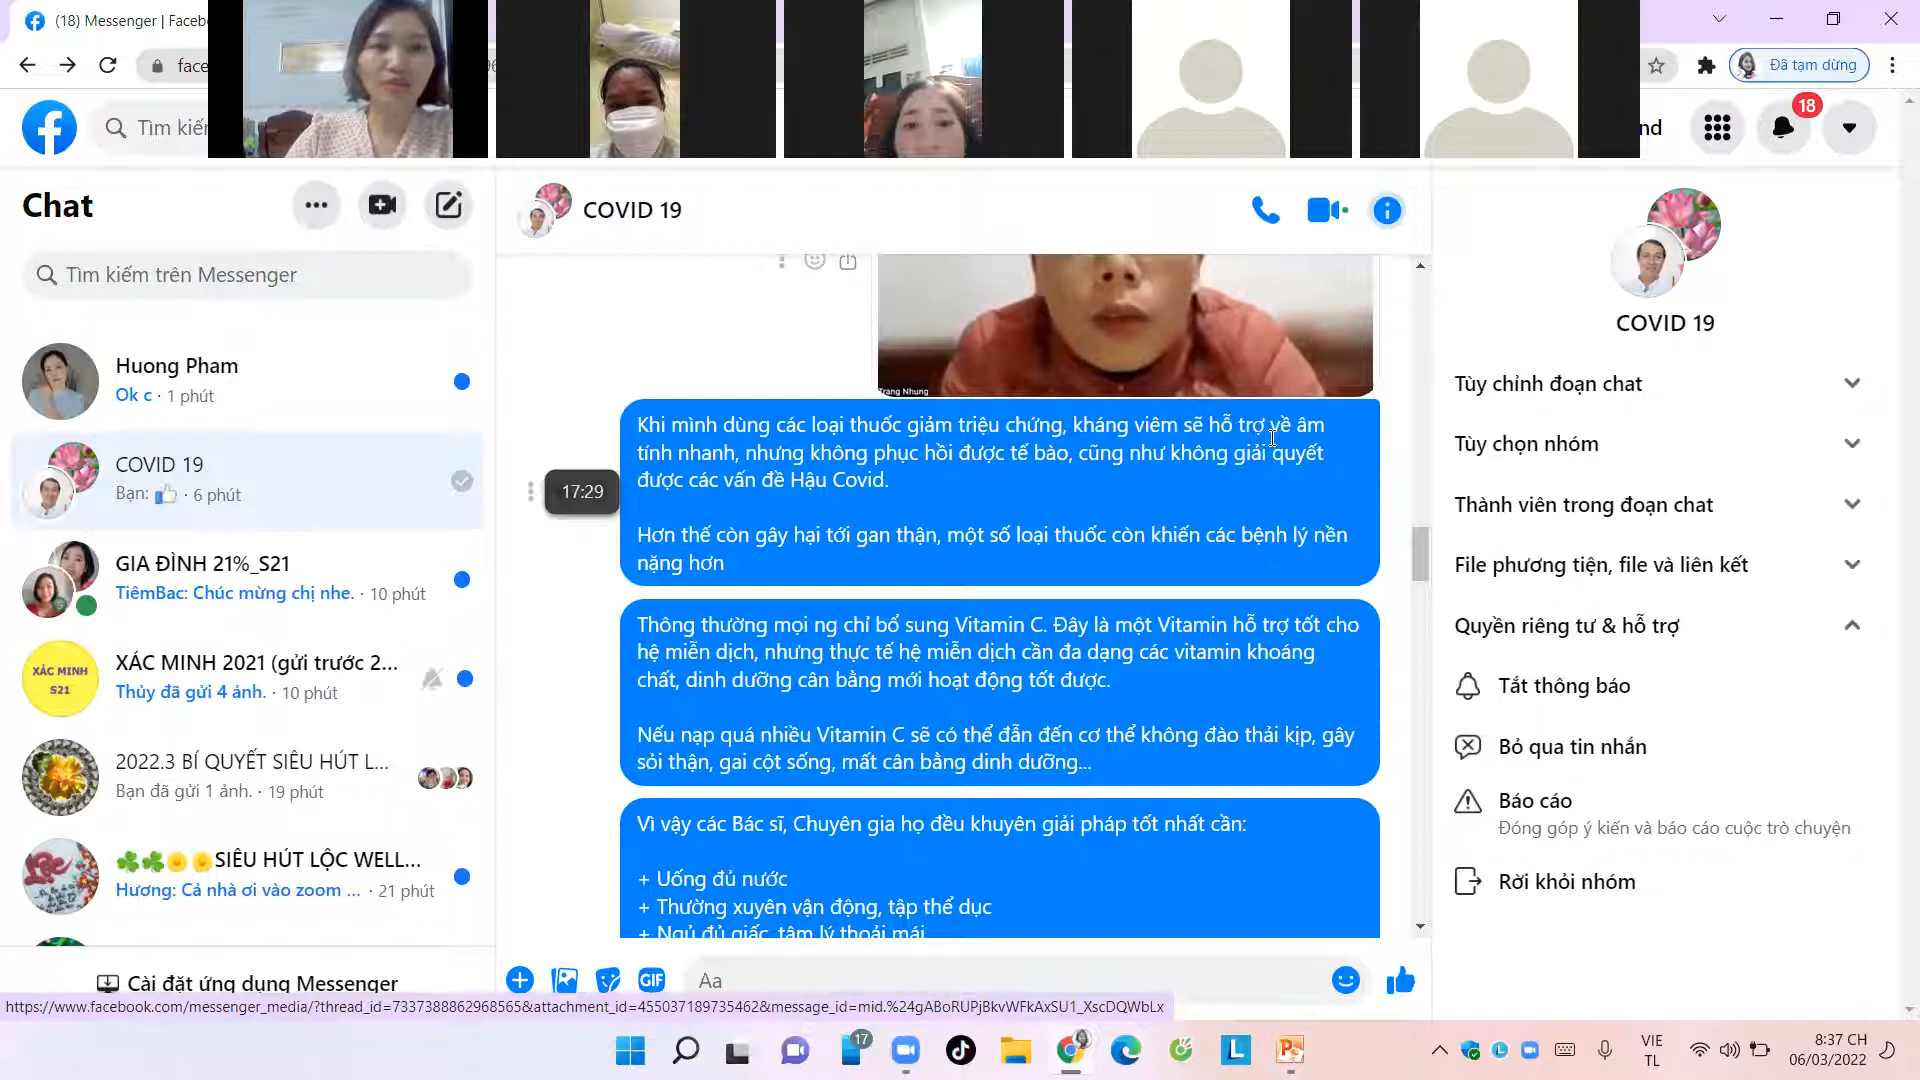 (18) Messenger | Faceb
face
Đã tạm dừng
Tìm kiế
nd
18
Chat
COVID 19
Tìm kiếm trên Messenger
COVID 19
Huong Pham
Ok c · 1 phút
COVID 19
Bạn: 👍 · 6 phút
GIA ĐÌNH 21%_S21
TiêmBac: Chúc mừng chị nhe. · 10 phút
XÁC MINH S21
XÁC MINH 2021 (gửi trước 2...
Thủy đã gửi 4 ảnh. · 10 phút
2022.3 BÍ QUYẾT SIÊU HÚT L...
Bạn đã gửi 1 ảnh. · 19 phút
🍀🍀🌼🌼SIÊU HÚT LỘC WELL...
Hương: Cả nhà ơi vào zoom ... · 21 phút
Cài đặt ứng dụng Messenger
Trang Nhung
17:29
Khi mình dùng các loại thuốc giảm triệu chứng, kháng viêm sẽ hỗ trợ về âm
tính nhanh, nhưng không phục hồi được tế bào, cũng như không giải quyết
được các vấn đề Hậu Covid.
Hơn thế còn gây hại tới gan thận, một số loại thuốc còn khiến các bệnh lý nền
nặng hơn
Thông thường mọi ng chỉ bổ sung Vitamin C. Đây là một Vitamin hỗ trợ tốt cho
hệ miễn dịch, nhưng thực tế hệ miễn dịch cần đa dạng các vitamin khoáng
chất, dinh dưỡng cân bằng mới hoạt động tốt được.
Nếu nạp quá nhiều Vitamin C sẽ có thể đẫn đến cơ thể không đào thải kịp, gây
sỏi thận, gai cột sống, mất cân bằng dinh dưỡng...
Vì vậy các Bác sĩ, Chuyên gia họ đều khuyên giải pháp tốt nhất cần:
+ Uống đủ nước
+ Thường xuyên vận động, tập thể dục
+ Ngủ đủ giấc, tâm lý thoải mái
GIF
Aa
Tùy chỉnh đoạn chat
Tùy chọn nhóm
Thành viên trong đoạn chat
File phương tiện, file và liên kết
Quyền riêng tư & hỗ trợ
Tắt thông báo
Bỏ qua tin nhắn
Báo cáo
Đóng góp ý kiến và báo cáo cuộc trò chuyện
Rời khỏi nhóm
https://www.facebook.com/messenger_media/?thread_id=7337388862968565&attachment_id=455037189735462&message_id=mid.%24gABoRUPjBkvWFkAxSU1_XscDQWbLx
17
VIE
TL
8:37 CH
06/03/2022